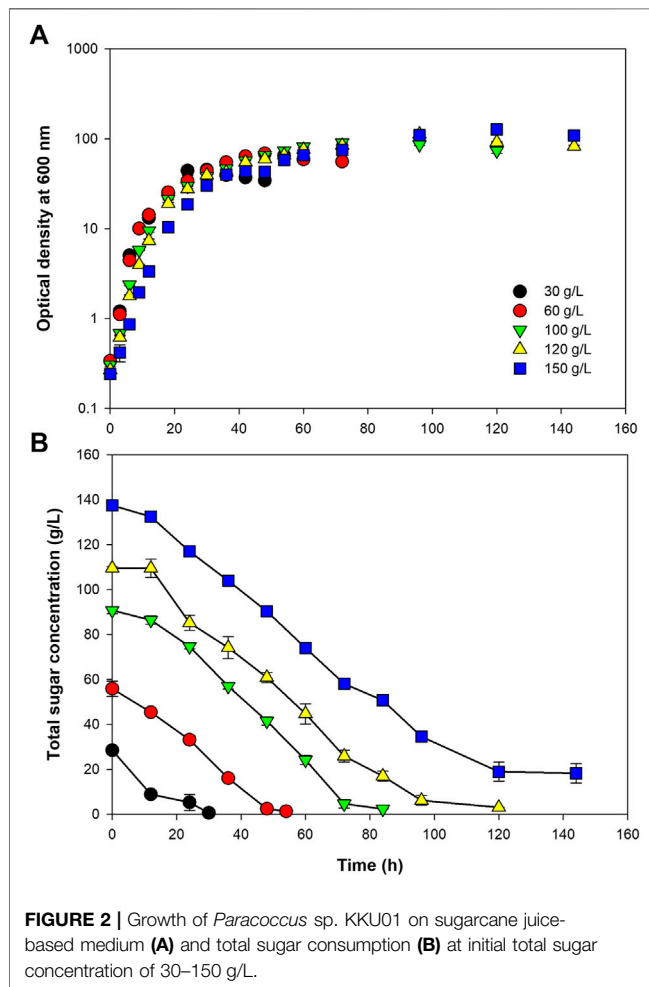 A
1000
100
10
1
0.1
Optical density at 600 nm
30 g/L
60 g/L
100 g/L
120 g/L
150 g/L
0 20 40 60 80 100 120 140 160
B
160
140
120
100
80
60
40
20
0
Total sugar concentration (g/L)
0 20 40 60 80 100 120 140 160
Time (h)
FIGURE 2 | Growth of Paracoccus sp. KKU01 on sugarcane juice-
based medium (A) and total sugar consumption (B) at initial total sugar
concentration of 30–150 g/L.